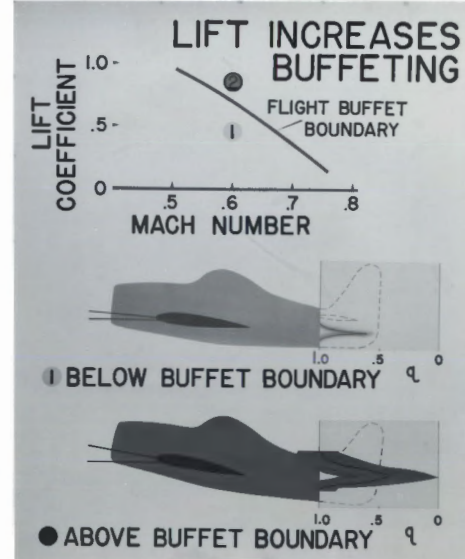 LIFT INCREASES
BUFFETING
LIFT
COEFFICIENT
1.0
.5
0
2
1
FLIGHT BUFFET
BOUNDARY
.5 .6 .7 .8
MACH NUMBER
1.0 .5 0
1 BELOW BUFFET BOUNDARY q
1.0 .5 0
ABOVE BUFFET BOUNDARY q